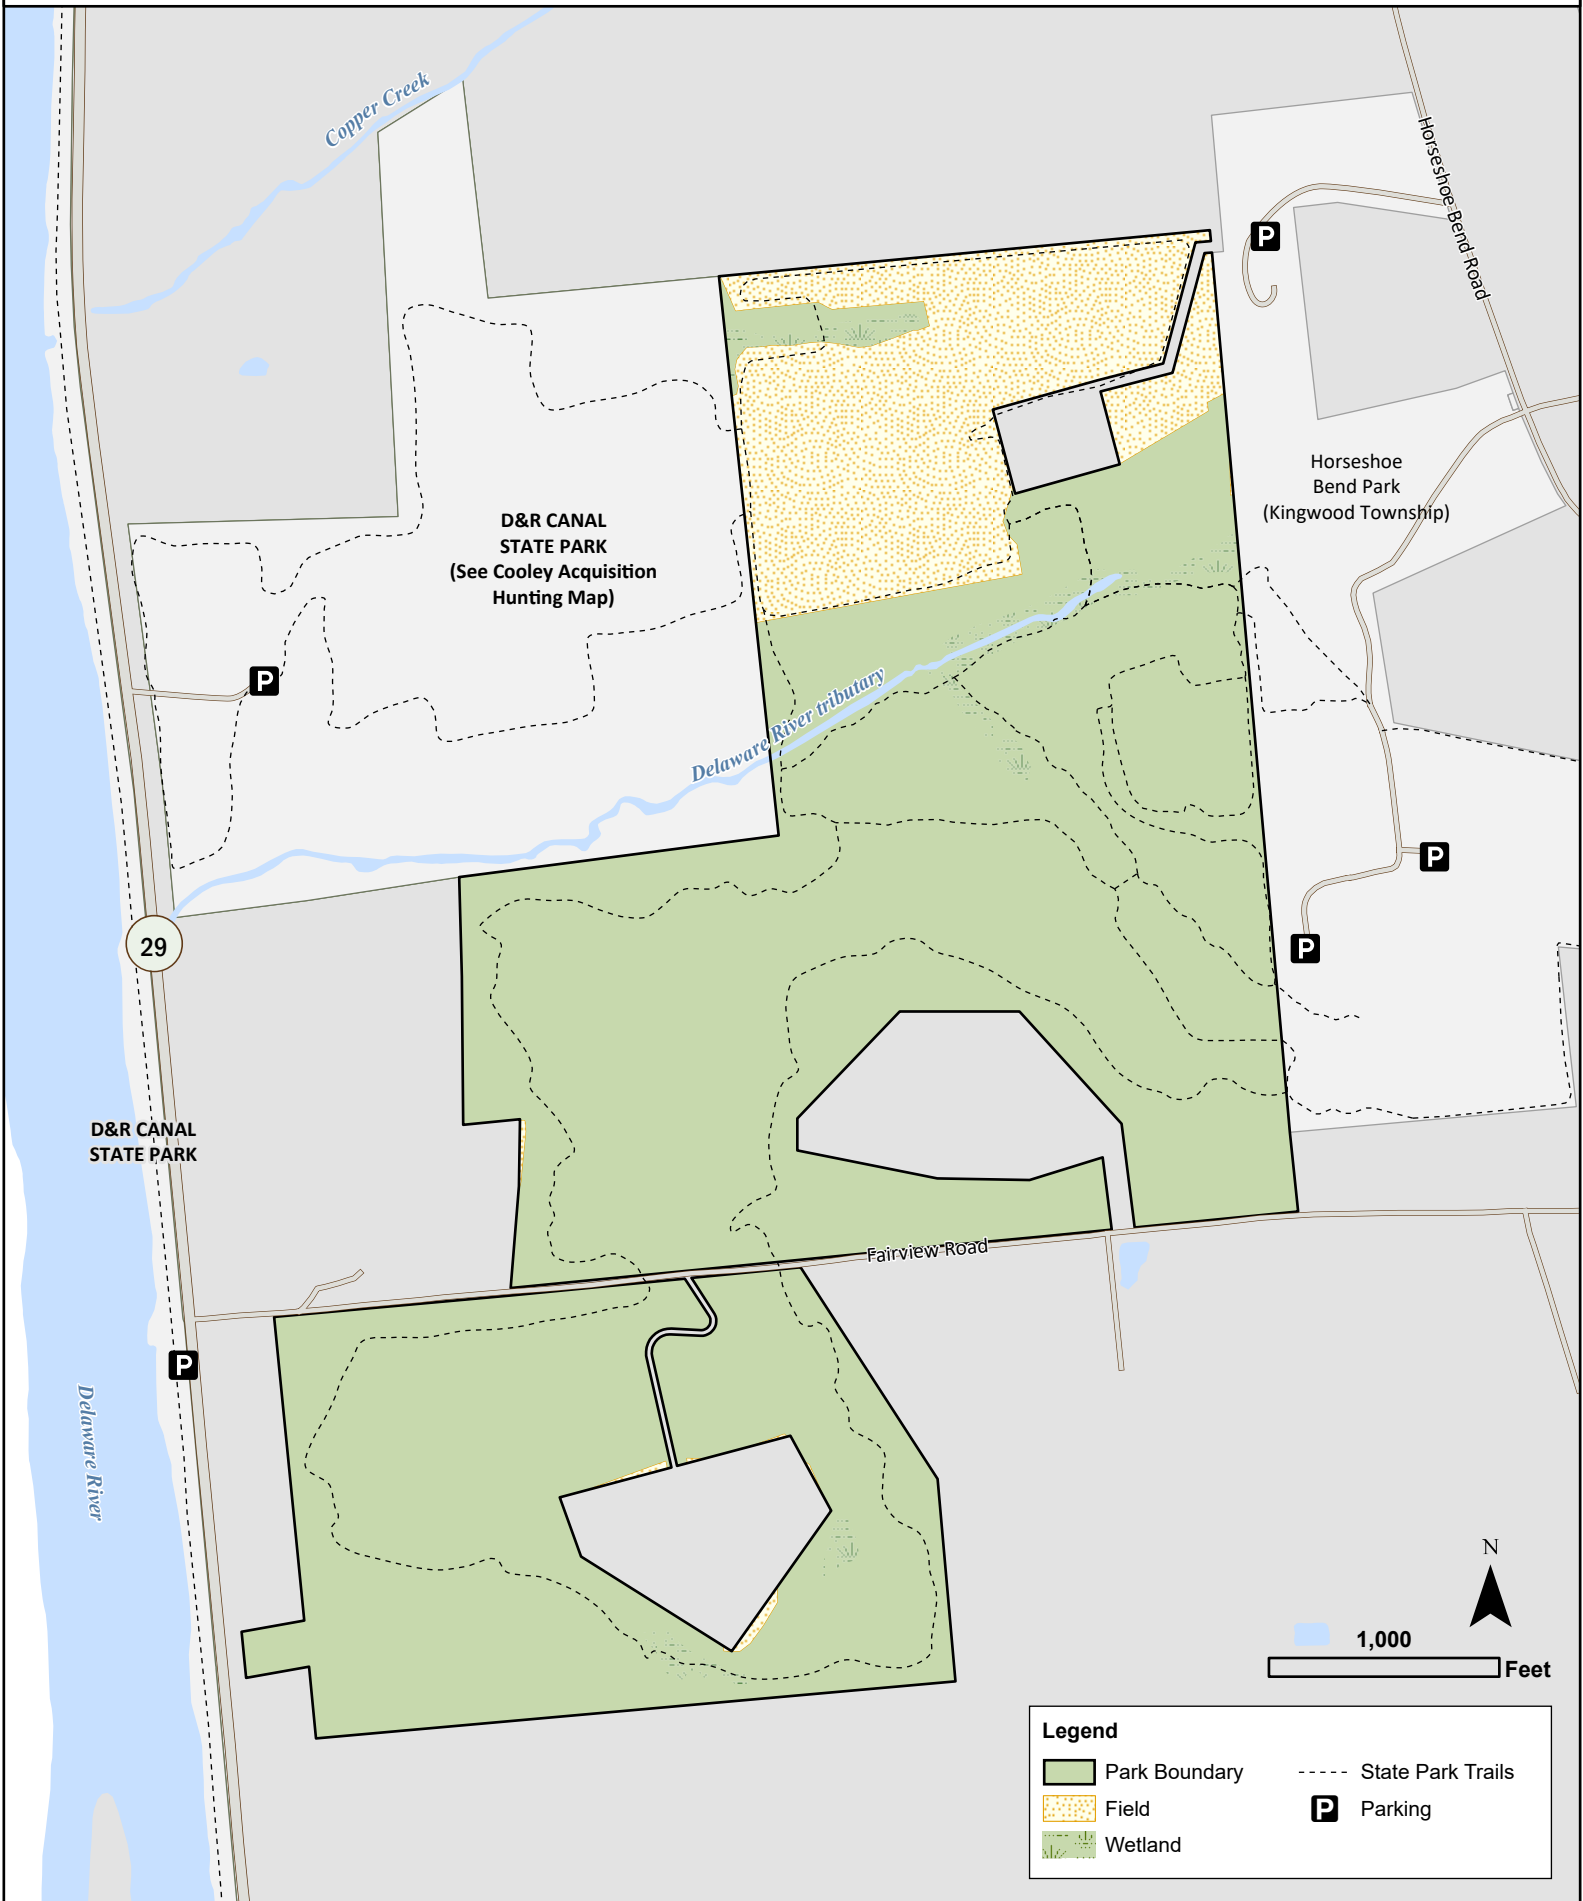 Copper Creek
Horseshoe Bend Road
P
Horseshoe
Bend Park
(Kingwood Township)
D&R CANAL
STATE PARK
(See Cooley Acquisition
Hunting Map)
P
Delaware River tributary
P
P
29
D&R CANAL
STATE PARK
Fairview Road
P
Delaware River
N
1,000
Feet
Legend
Park Boundary
State Park Trails
Field
P
Parking
Wetland